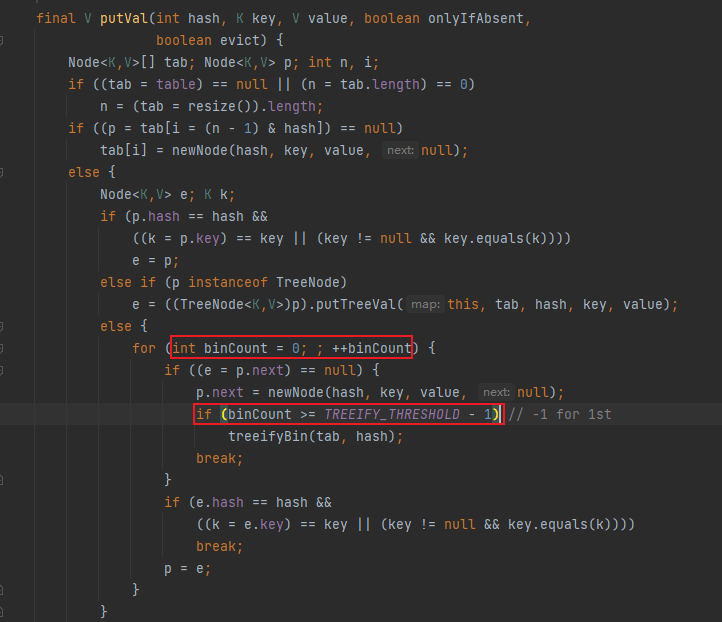 final V putVal(int hash, K key, V value, boolean onlyIfAbsent,
boolean evict) {
Node<K,V>[] tab; Node<K,V> p; int n, i;
if ((tab = table) == null || (n = tab.length) == 0)
n = (tab = resize()).length;
if ((p = tab[i = (n - 1) & hash]) == null)
tab[i] = newNode(hash, key, value, next: null);
else {
Node<K,V> e; K k;
if (p.hash == hash &&
((k = p.key) == key || (key != null && key.equals(k))))
e = p;
else if (p instanceof TreeNode)
e = ((TreeNode<K,V>)p).putTreeVal( map: this, tab, hash, key, value);
else {
for (int binCount = 0; ; ++binCount) {
if ((e = p.next) == null) {
p.next = newNode(hash, key, value, next: null);
if (binCount >= TREEIFY_THRESHOLD - 1) // -1 for 1st
treeifyBin(tab, hash);
break;
}
if (e.hash == hash &&
((k = e.key) == key || (key != null && key.equals(k))))
break;
p = e;
}
}